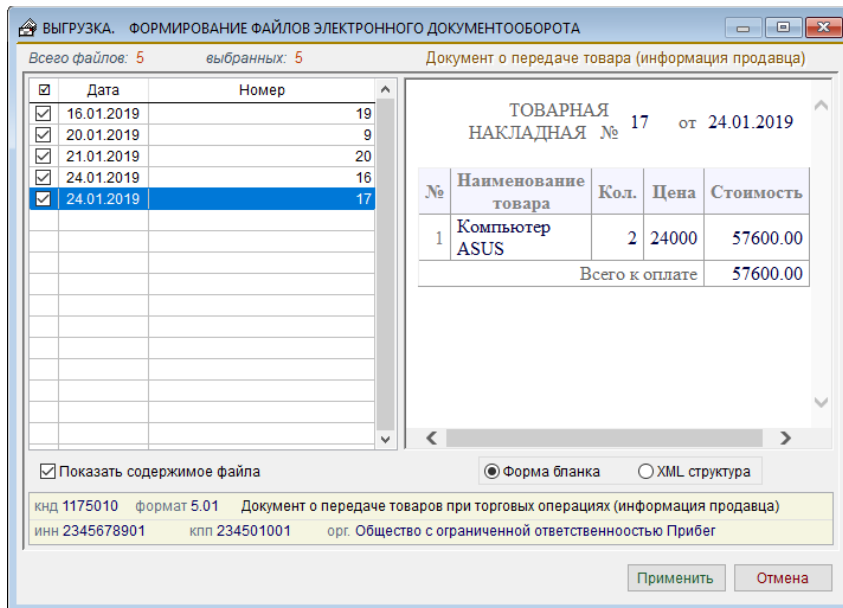 ВЫГРУЗКА. ФОРМИРОВАНИЕ ФАЙЛОВ ЭЛЕКТРОННОГО ДОКУМЕНТООБОРОТА
Всего файлов: 5 выбранных: 5 Документ о передаче товара (информация продавца)
Дата Номер
16.01.2019 19
20.01.2019 9
21.01.2019 20
24.01.2019 16
24.01.2019 17
ТОВАРНАЯ
НАКЛАДНАЯ № 17 от 24.01.2019
№ Наименование товара Кол. Цена Стоимость
1 Компьютер ASUS 2 24000 57600.00
Всего к оплате 57600.00
Показать содержимое файла Форма бланка XML структура
кнд 1175010 формат 5.01 Документ о передаче товаров при торговых операциях (информация продавца)
инн 2345678901 кпп 234501001 орг. Общество с ограниченной ответственноостью Прибег
Применить Отмена